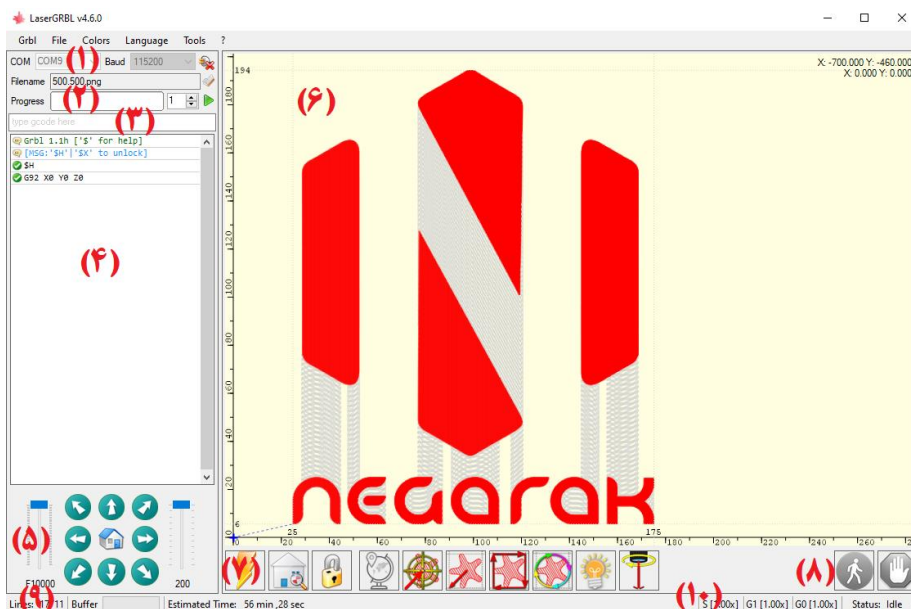 LaserGRBL v4.6.0
Grbl File Colors Language Tools ?
COM COM9 (۱) Baud 115200
Filename 500.500.png
Progress (۲) 1
type gcode here (۳)
Grbl 1.1h ['$' for help]
[MSG:'$H'|'$X' to unlock]
$H
G92 X0 Y0 Z0
(۴)
(۵)
F10000 200
X: -700.000 Y: -460.000
X: 0.000 Y: 0.000
(۶)
194
180
160
140
120
100
80
60
40
20
6
0
negarak
25 175
0 20 40 60 80 100 120 140 160 180 200 220 240 260
(۷)
(۸)
(۹)
(۱۰)
Lines: 11 Buffer Estimated Time: 56 min ,28 sec S [1.00x] G1 [1.00x] G0 [1.00x] Status: Idle